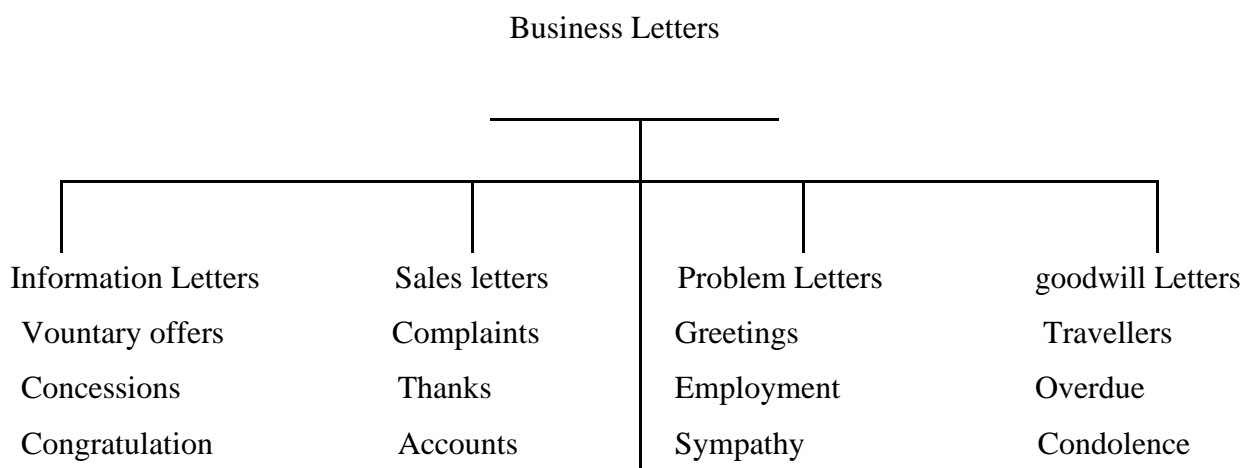 Business Letters
Information Letters Sales letters Problem Letters goodwill Letters
Vountary offers Complaints Greetings Travellers
Concessions Thanks Employment Overdue
Congratulation Accounts Sympathy Condolence